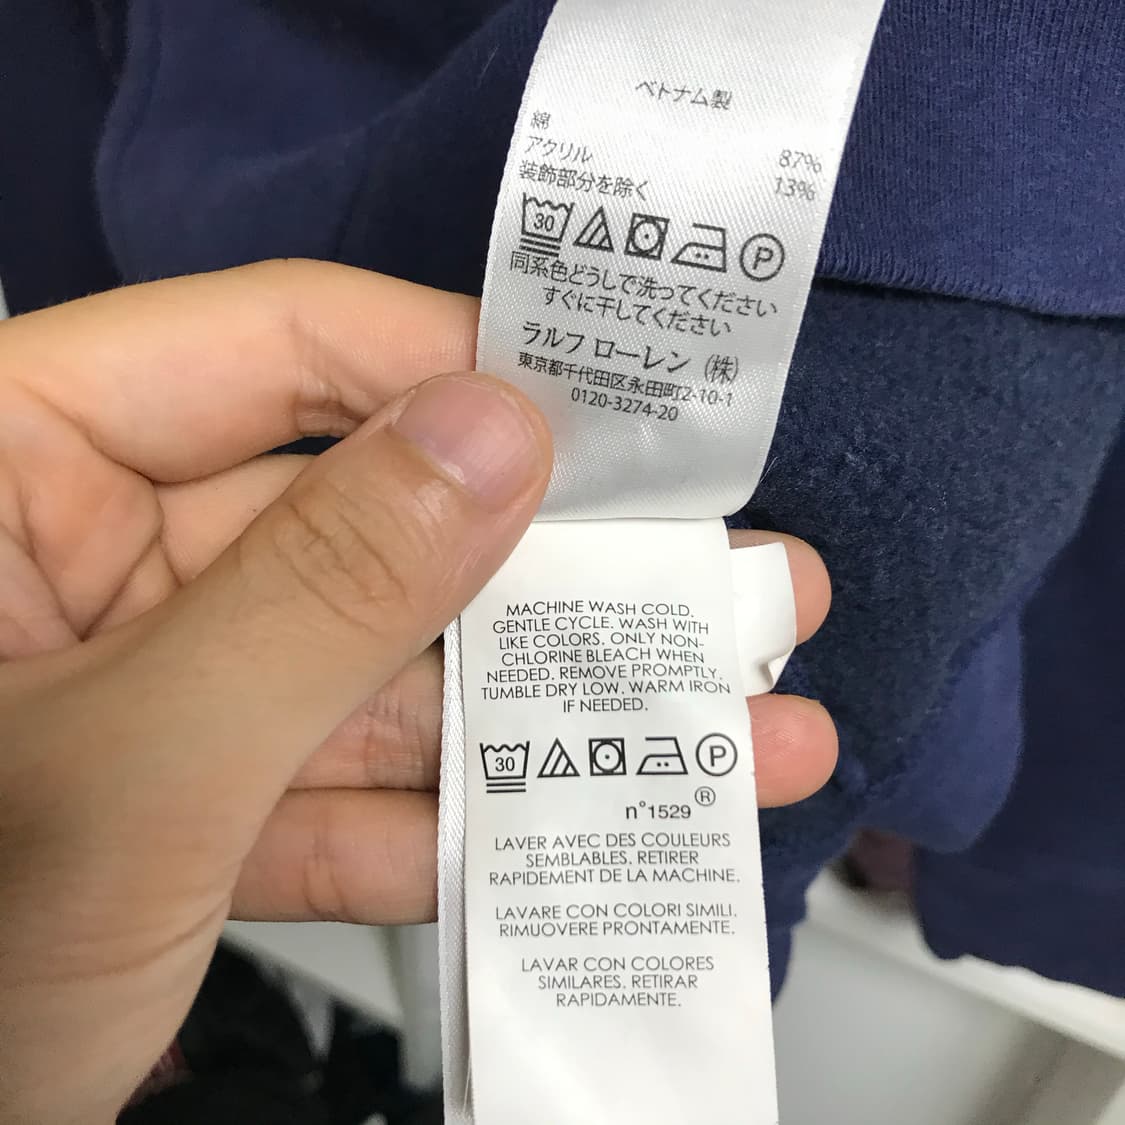 ベトナム製
綿 87%
アクリル 13%
装飾部分を除く
30 P
同系色どうしで洗ってください
すぐに干してください
ラルフ ローレン (株)
東京都千代田区永田町2-10-1
0120-3274-20
MACHINE WASH COLD.
GENTLE CYCLE. WASH WITH
LIKE COLORS. ONLY NON-
CHLORINE BLEACH WHEN
NEEDED. REMOVE PROMPTLY.
TUMBLE DRY LOW. WARM IRON
IF NEEDED.
30 P
n°1529®
LAVER AVEC DES COULEURS
SEMBLABLES. RETIRER
RAPIDEMENT DE LA MACHINE.
LAVARE CON COLORI SIMILI.
RIMUOVERE PRONTAMENTE.
LAVAR CON COLORES
SIMILARES. RETIRAR
RAPIDAMENTE.